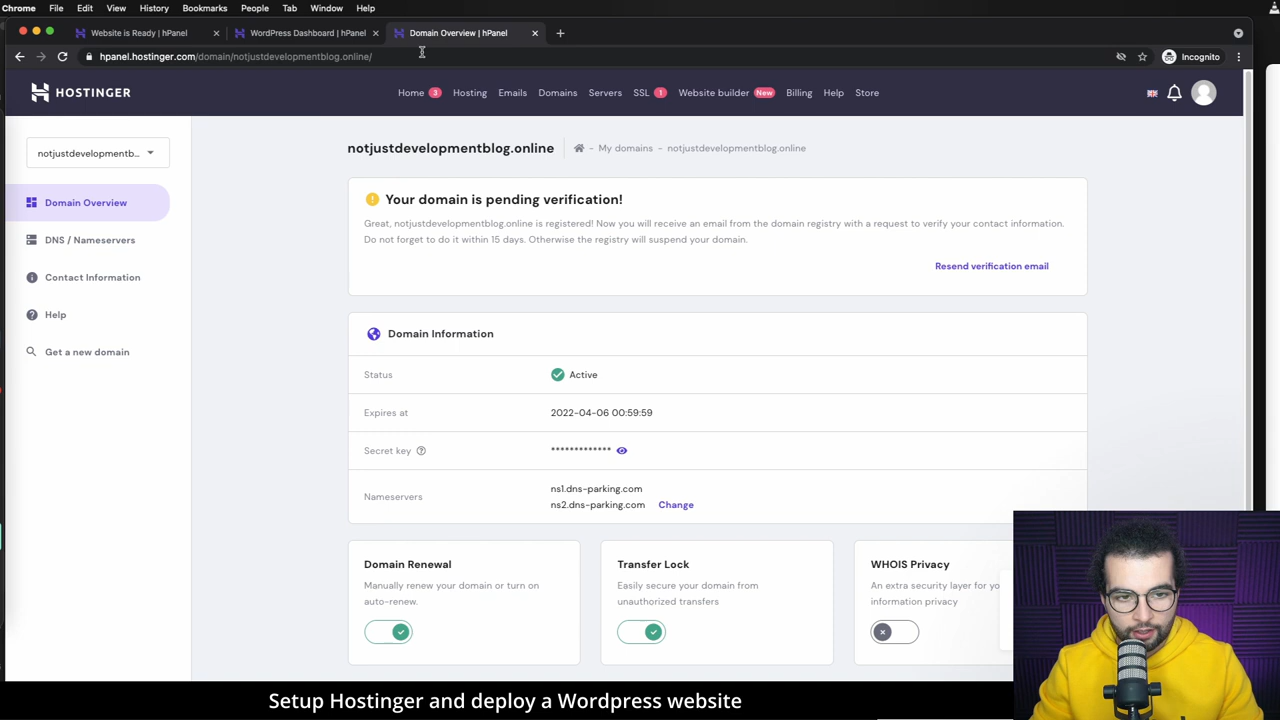 Chrome File Edit View History Bookmarks People Tab Window Help
Website is Ready | hPanel WordPress Dashboard | hPanel Domain Overview | hPanel
hpanel.hostinger.com/domain/notjustdevelopmentblog.online/ Incognito
HOSTINGER Home 3 Hosting Emails Domains Servers SSL 1 Website builder New Billing Help Store
notjustdevelopmentb...
Domain Overview
DNS / Nameservers
Contact Information
Help
Get a new domain
notjustdevelopmentblog.online - My domains - notjustdevelopmentblog.online
Your domain is pending verification!
Great, notjustdevelopmentblog.online is registered! Now you will receive an email from the domain registry with a request to verify your contact information.
Do not forget to do it within 15 days. Otherwise the registry will suspend your domain.
Resend verification email
Domain Information
Status Active
Expires at 2022-04-06 00:59:59
Secret key *************
Nameservers ns1.dns-parking.com
ns2.dns-parking.com Change
Domain Renewal
Manually renew your domain or turn on
auto-renew.
Transfer Lock
Easily secure your domain from
unauthorized transfers
WHOIS Privacy
An extra security layer for yo
information privacy
Setup Hostinger and deploy a Wordpress website